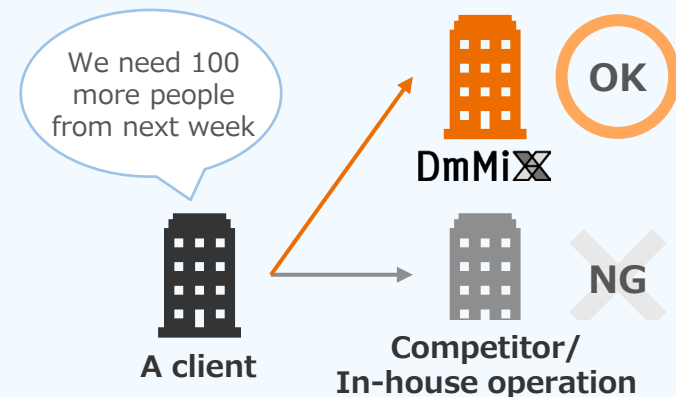 We need 100
more people
from next week
OK
DmMiX
NG
A client
Competitor/
In-house operation